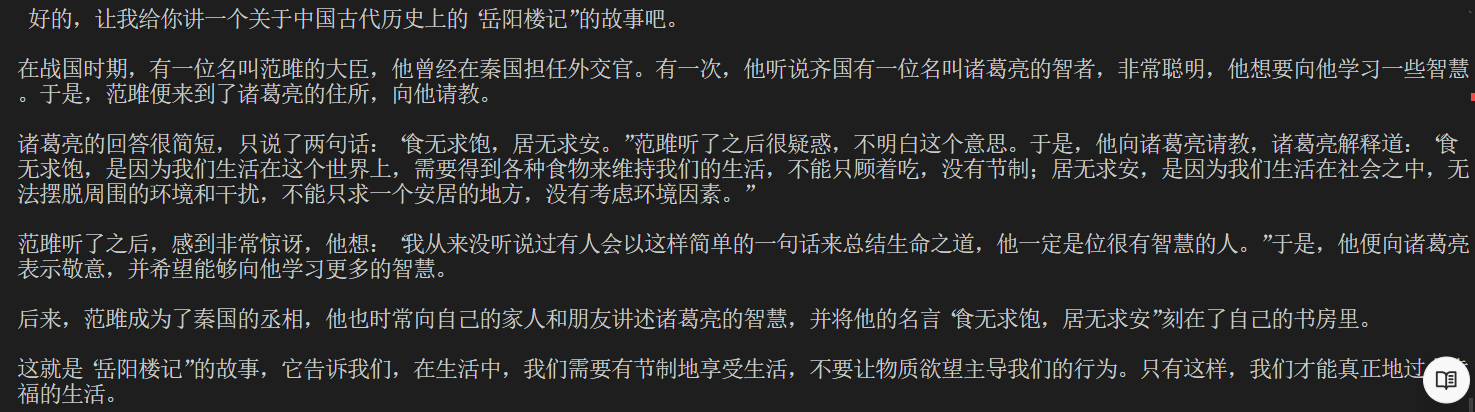 好的，让我给你讲一个关于中国古代历史上的“岳阳楼记”的故事吧。
在战国时期，有一位名叫范雎的大臣，他曾经在秦国担任外交官。有一次，他听说齐国有一位名叫诸葛亮的智者，非常聪明，他想要向他学习一些智慧
。于是，范雎便来到了诸葛亮的住所，向他请教。
诸葛亮的回答很简短，只说了两句话：“食无求饱，居无求安。”范雎听了之后很疑惑，不明白这个意思。于是，他向诸葛亮请教，诸葛亮解释道：“食
无求饱，是因为我们生活在这个世界上，需要得到各种食物来维持我们的生活，不能只顾着吃，没有节制；居无求安，是因为我们生活在社会之中，无
法摆脱周围的环境和干扰，不能只求一个安居的地方，没有考虑环境因素。”
范雎听了之后，感到非常惊讶，他想：“我从来没听说过有人会以这样简单的一句话来总结生命之道，他一定是位很有智慧的人。”于是，他便向诸葛亮
表示敬意，并希望能够向他学习更多的智慧。
后来，范雎成为了秦国的丞相，他也时常向自己的家人和朋友讲述诸葛亮的智慧，并将他的名言“食无求饱，居无求安”刻在了自己的书房里。
这就是“岳阳楼记”的故事，它告诉我们，在生活中，我们需要有节制地享受生活，不要让物质欲望主导我们的行为。只有这样，我们才能真正地过
福的生活。